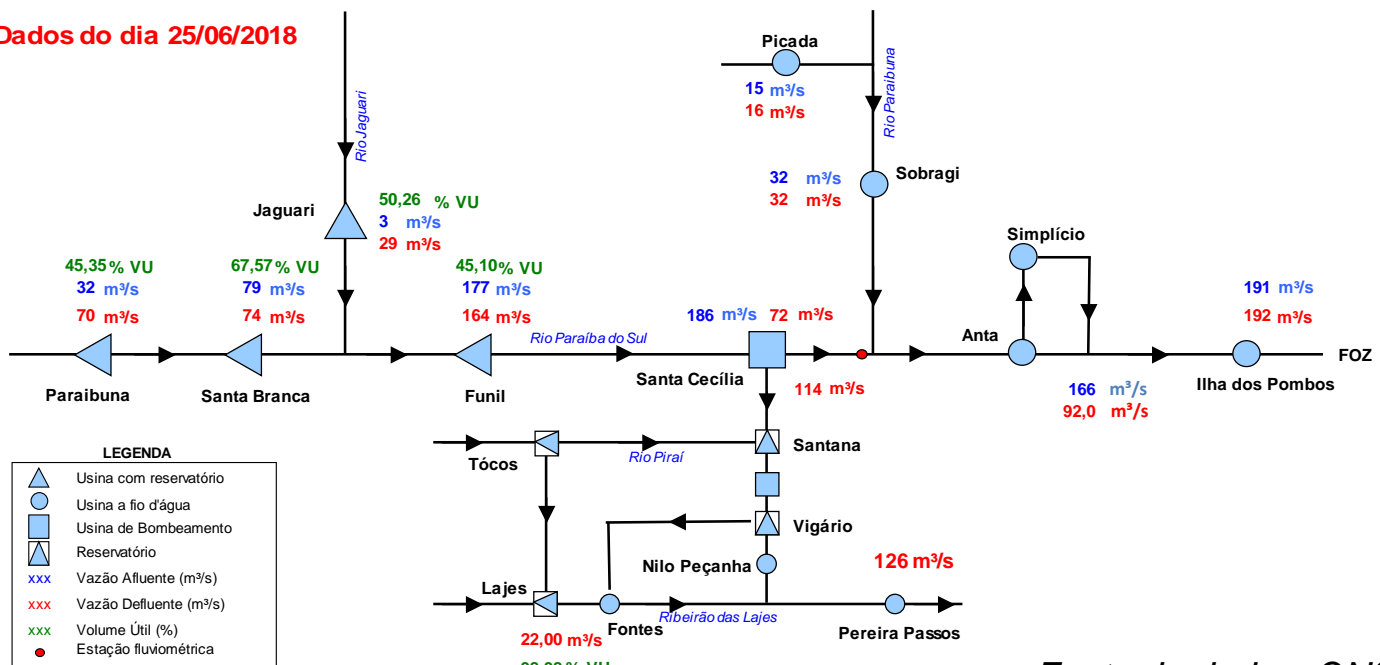 Dados do dia 25/06/2018
Picada
15 m³/s
16 m³/s
Rio Paraibuna
Rio Jaguari
Sobragi
32 m³/s
32 m³/s
Jaguari
50,26 % VU
3 m³/s
29 m³/s
Simplício
45,35 % VU
32 m³/s
70 m³/s
67,57 % VU
79 m³/s
74 m³/s
45,10 % VU
177 m³/s
164 m³/s
186 m³/s 72 m³/s
191 m³/s
192 m³/s
Rio Paraíba do Sul
Anta
FOZ
Paraibuna
Santa Branca
Funil
Santa Cecília
114 m³/s
166 m³/s
92,0 m³/s
Ilha dos Pombos
Tócos
Rio Piraí
Santana
Vigário
Nilo Peçanha
126 m³/s
Lajes
Fontes
Ribeirão das Lajes
Pereira Passos
22,00 m³/s
% VU
LEGENDA
Usina com reservatório
Usina a fio d'água
Usina de Bombeamento
Reservatório
xxx Vazão Afluente (m³/s)
xxx Vazão Defluente (m³/s)
xxx Volume Útil (%)
Estação fluviométrica